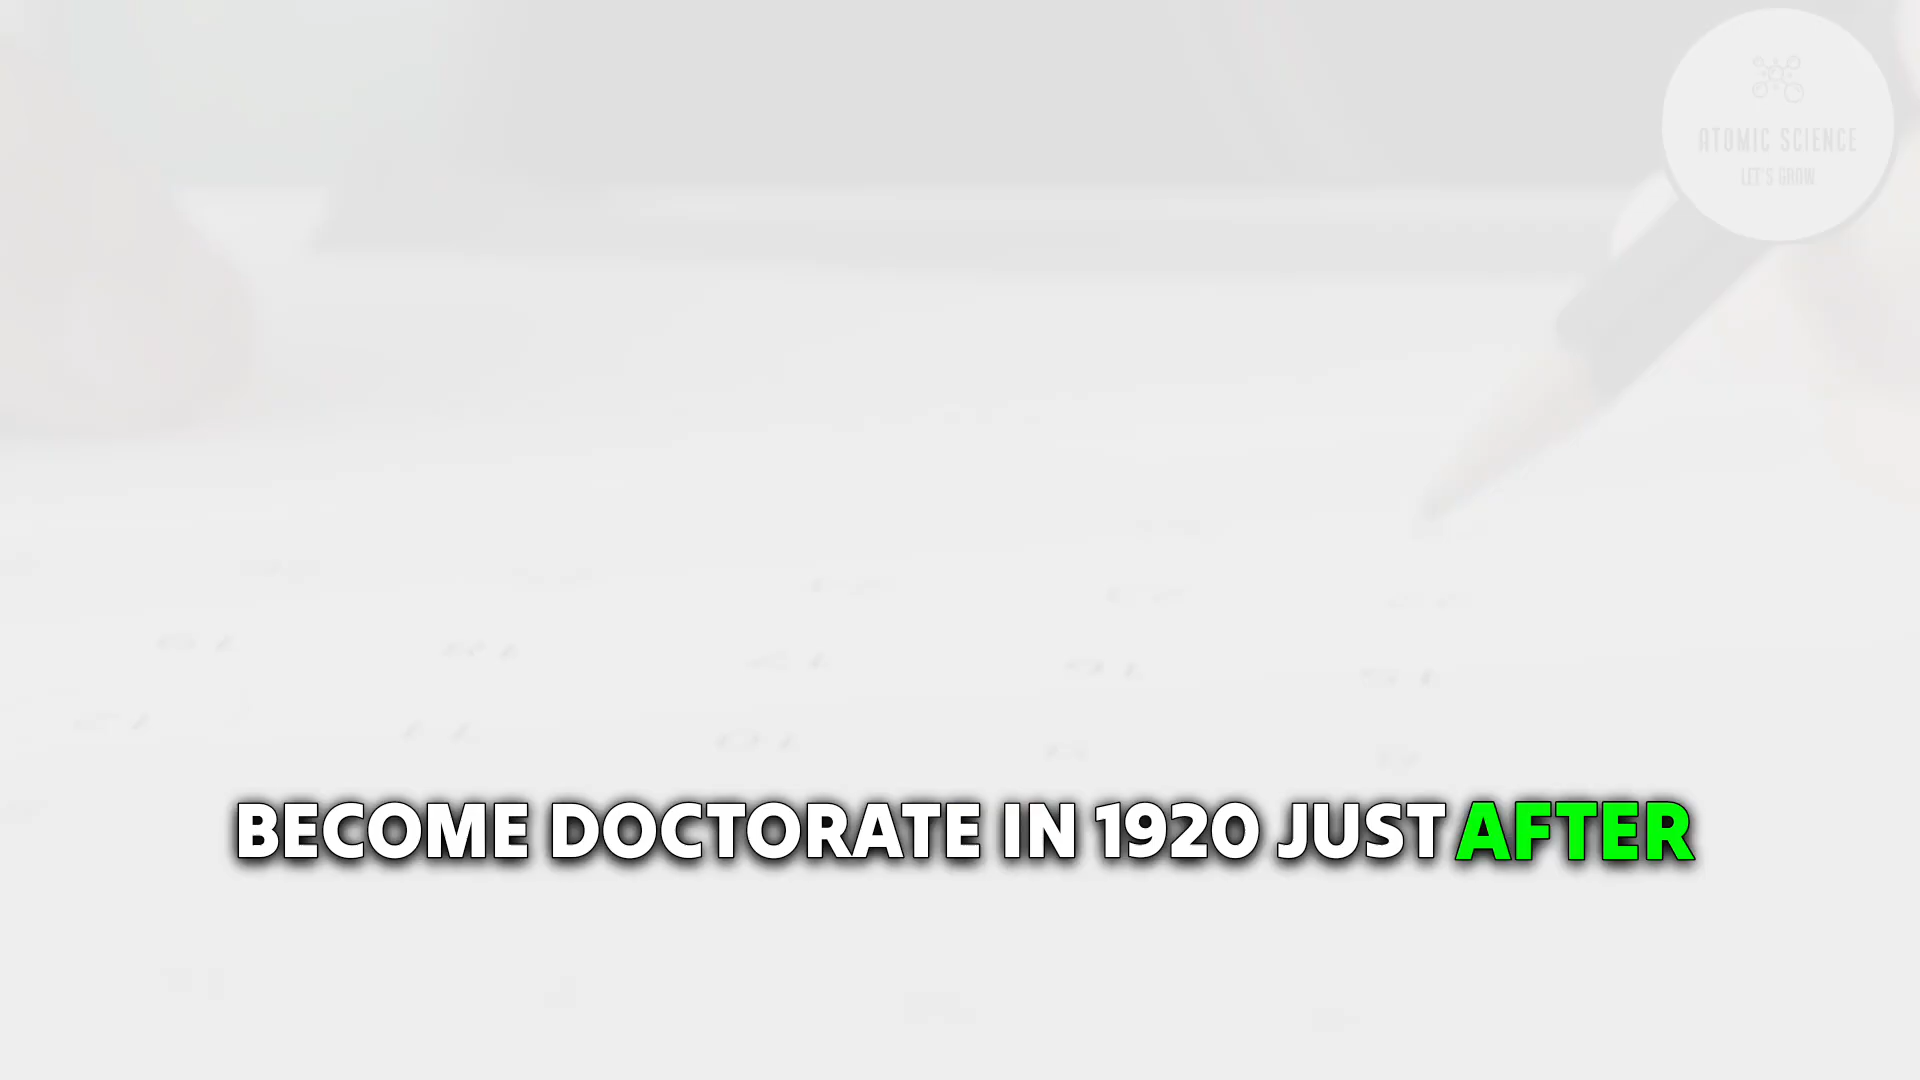 ATOMIC SCIENCE
LET'S GROW
BECOME DOCTORATE IN 1920 JUST AFTER